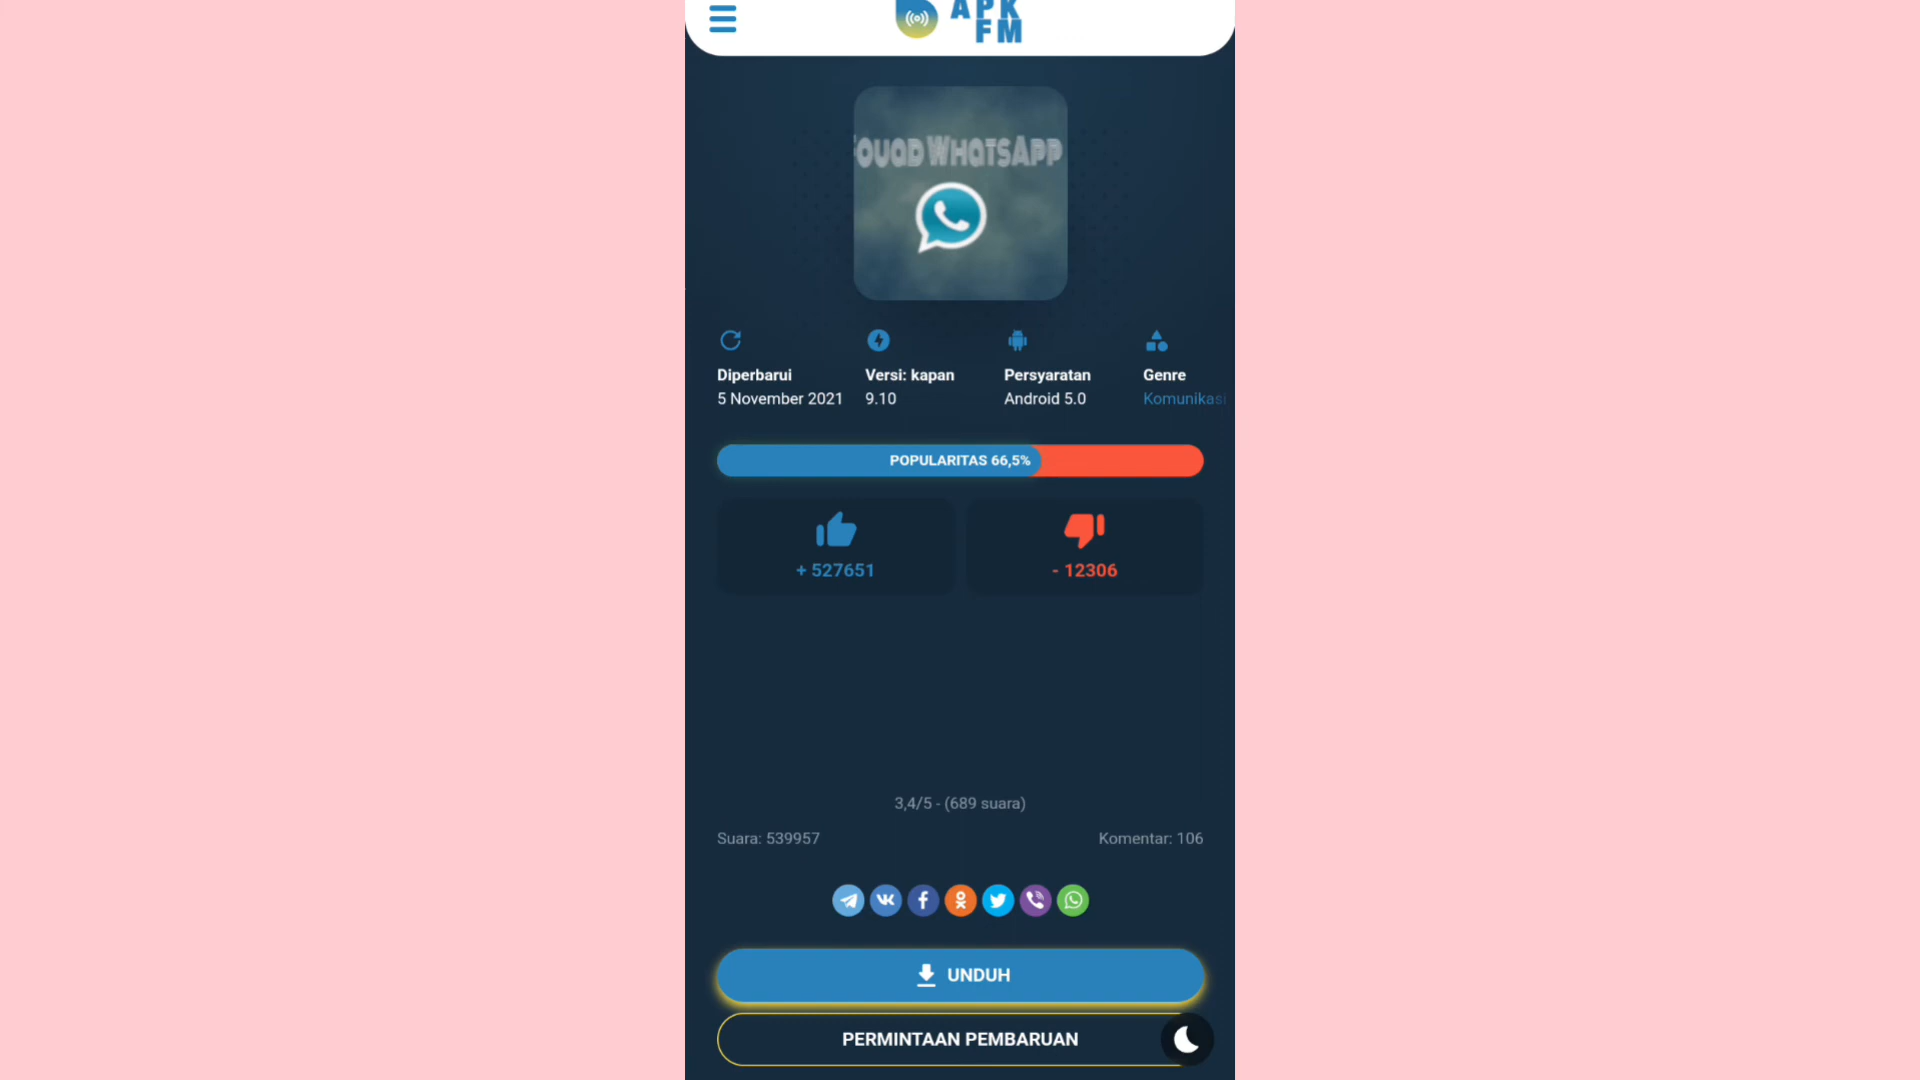 APK
FM
OUAD WHATSAPP
Diperbarui
5 November 2021
Versi: kapan
9.10
Persyaratan
Android 5.0
Genre
Komunikasi
POPULARITAS 66,5%
+ 527651
- 12306
3,4/5 - (689 suara)
Suara: 539957
Komentar: 106
UNDUH
PERMINTAAN PEMBARUAN